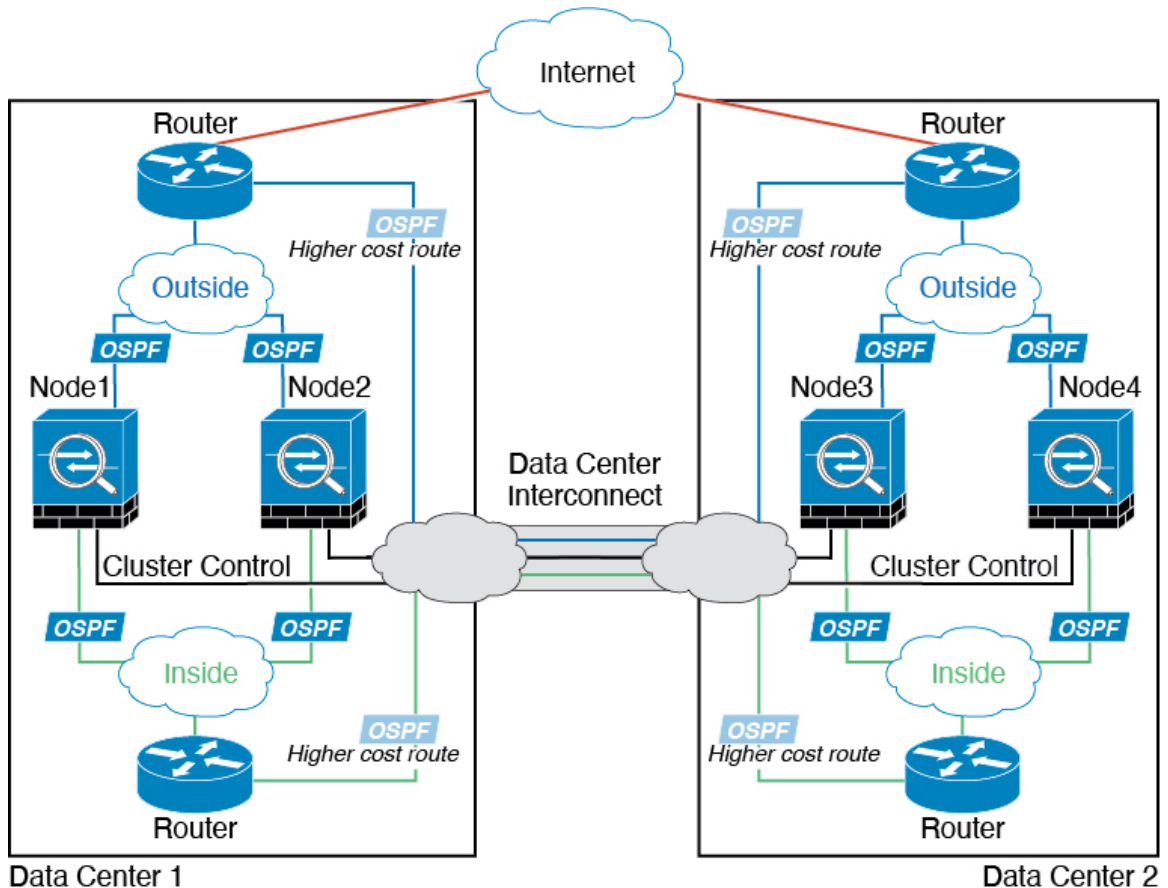 Internet
Router
Router
OSPF
Higher cost route
OSPF
Higher cost route
Outside
Outside
OSPF
OSPF
OSPF
OSPF
Node1
Node2
Node3
Node4
Data Center
Interconnect
Cluster Control
Cluster Control
OSPF
OSPF
OSPF
OSPF
Inside
Inside
OSPF
Higher cost route
OSPF
Higher cost route
Router
Router
Data Center 1
Data Center 2